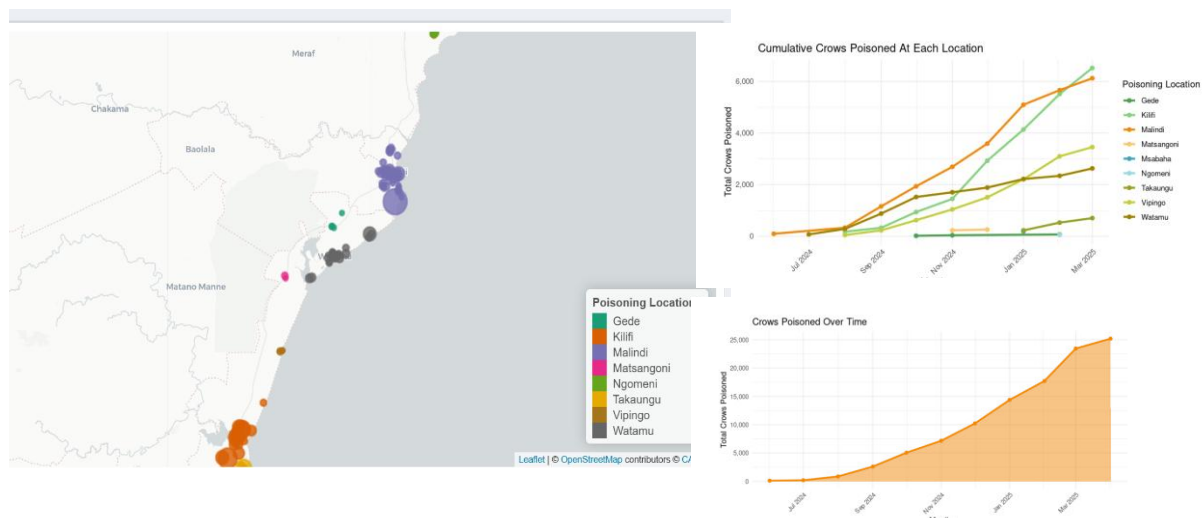 Meraf
Chakama
Baolala
Matano Manne
Poisoning Location
Gede
Kilifi
Malindi
Matsangoni
Ngomeni
Takaungu
Vipingo
Watamu
Leaflet | © OpenStreetMap contributors © CA
Cumulative Crows Poisoned At Each Location
Total Crows Poisoned
6,000
4,000
2,000
0
Jul 2024
Sep 2024
Nov 2024
Jan 2025
Mar 2025
Poisoning Location
Gede
Kilifi
Malindi
Matsangoni
Msabaha
Ngomeni
Takaungu
Vipingo
Watamu
Crows Poisoned Over Time
Total Crows Poisoned
25,000
20,000
15,000
10,000
5,000
0
Jul 2024
Sep 2024
Nov 2024
Jan 2025
Mar 2025